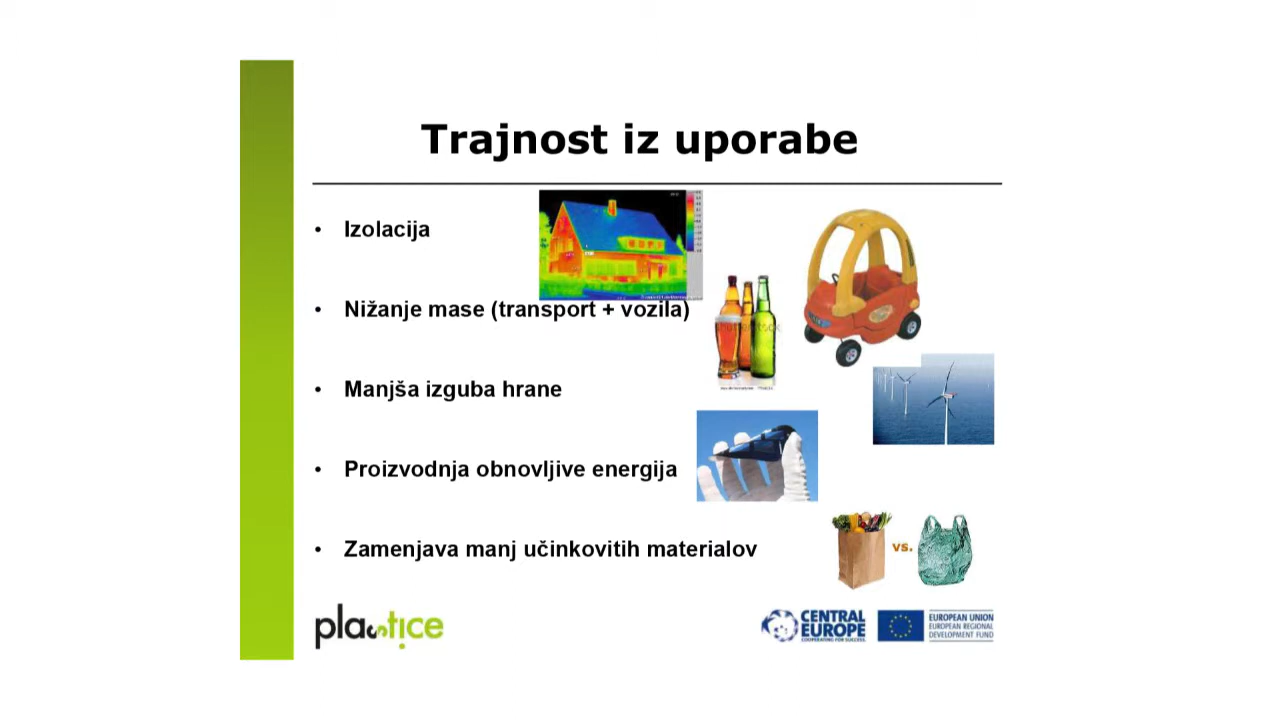 Trajnost iz uporabe
• Izolacija
• Nižanje mase (transport + vozila)
• Manjša izguba hrane
• Proizvodnja obnovljive energija
• Zamenjava manj učinkovitih materialov
vs.
plastice
CENTRAL
EUROPE
COOPERATING FOR SUCCESS.
EUROPEAN UNION
EUROPEAN REGIONAL
DEVELOPMENT FUND